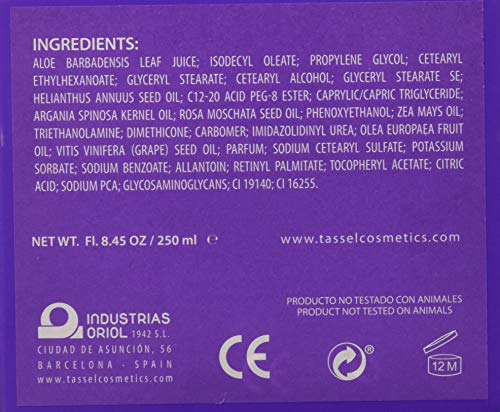 INGREDIENTS:
ALOE BARBADENSIS LEAF JUICE; ISODECYL OLEATE; PROPYLENE GLYCOL; CETEARYL
ETHYLHEXANOATE; GLYCERYL STEARATE; CETEARYL ALCOHOL; GLYCERYL STEARATE SE;
HELIANTHUS ANNUUS SEED OIL; C12-20 ACID PEG-8 ESTER; CAPRYLIC/CAPRIC TRIGLYCERIDE;
ARGANIA SPINOSA KERNEL OIL; ROSA MOSCHATA SEED OIL; PHENOXYETHANOL; ZEA MAYS OIL;
TRIETHANOLAMINE; DIMETHICONE; CARBOMER; IMIDAZOLIDINYL UREA; OLEA EUROPAEA FRUIT
OIL; VITIS VINIFERA (GRAPE) SEED OIL; PARFUM; SODIUM CETEARYL SULFATE; POTASSIUM
SORBATE; SODIUM BENZOATE; ALLANTOIN; RETINYL PALMITATE; TOCOPHERYL ACETATE; CITRIC
ACID; SODIUM PCA; GLYCOSAMINOGLYCANS; CI 19140; CI 16255.
NET WT. Fl. 8.45 OZ/ 250 ml ℮
www.tasselcosmetics.com
INDUSTRIAS
ORIOL 1942 S.L.
CIUDAD DE ASUNCIÓN, 56
BARCELONA · SPAIN
www.tasselcosmetics.com
CE
PRODUCTO NO TESTADO CON ANIMALES
PRODUCT NOT TESTED ON ANIMALS
®
12 M